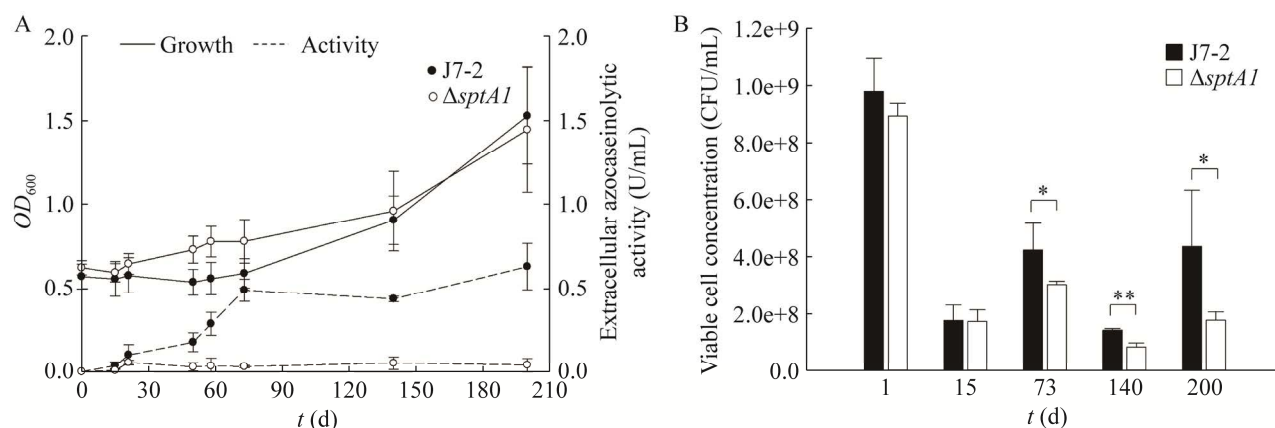 A
Growth
Activity
J7-2
ΔsptA1
2.0
1.5
1.0
0.5
0.0
OD600
2.0
1.5
1.0
0.5
0.0
Extracellular azocaseinolytic
activity (U/mL)
0 30 60 90 120 150 180 210
t (d)
B
J7-2
ΔsptA1
1.2e+9
1.0e+9
8.0e+8
6.0e+8
4.0e+8
2.0e+8
0.0
Viable cell concentration (CFU/mL)
*
**
*
1 15 73 140 200
t (d)